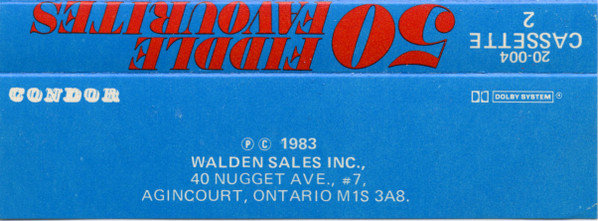 50 FIDDLE
FAVOURITES
20-004
CASSETTE
2
CONDOR
DOLBY SYSTEM ®
Ⓟ © 1983
WALDEN SALES INC.,
40 NUGGET AVE., #7,
AGINCOURT, ONTARIO M1S 3A8.